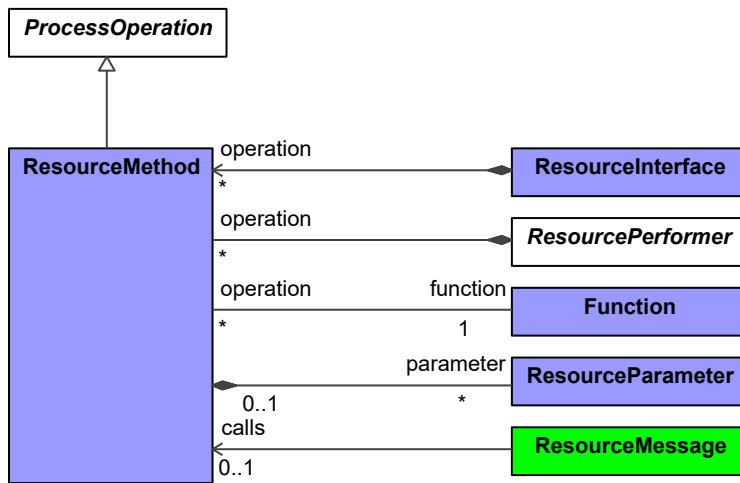 ProcessOperation
ResourceMethod
operation
*
ResourceInterface
operation
*
ResourcePerformer
operation
*
function
1
Function
parameter
0..1
*
ResourceParameter
calls
0..1
ResourceMessage